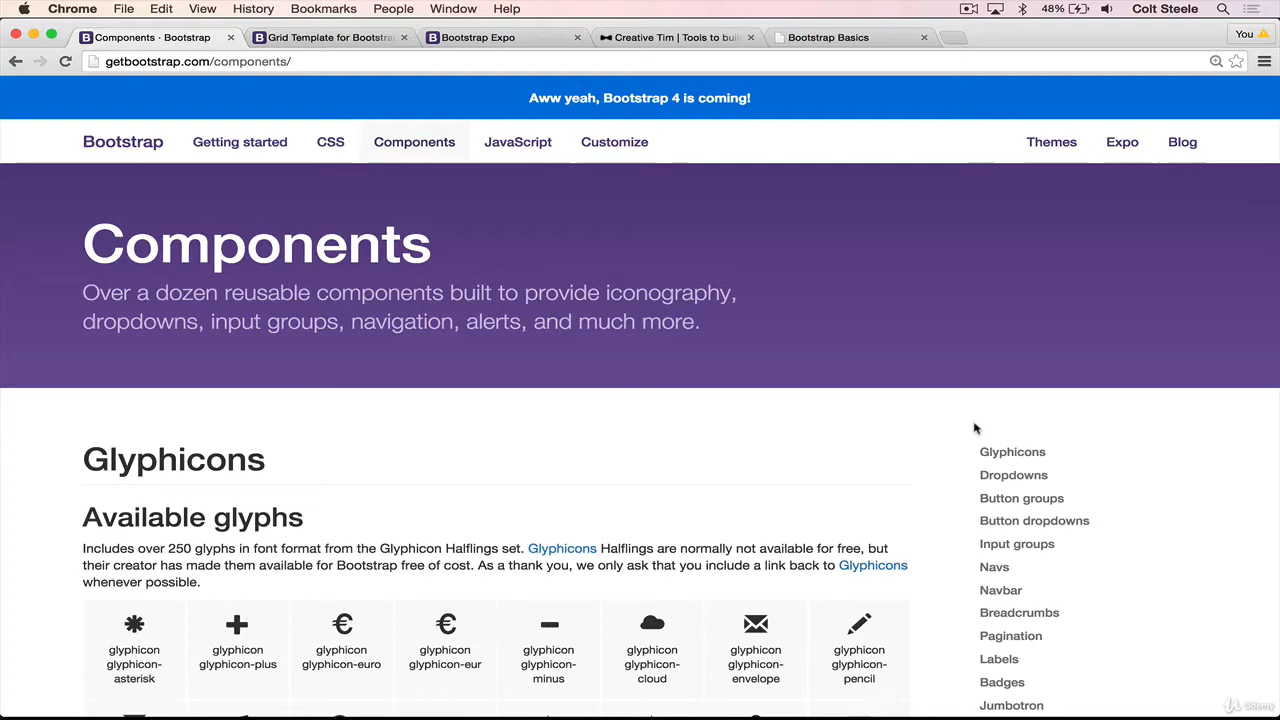 Chrome File Edit View History Bookmarks People Window Help 48% Colt Steele
Components · Bootstrap Grid Template for Bootstra Bootstrap Expo Creative Tim | Tools to buil Bootstrap Basics You
getbootstrap.com/components/
Aww yeah, Bootstrap 4 is coming!
Bootstrap Getting started CSS Components JavaScript Customize Themes Expo Blog
Components
Over a dozen reusable components built to provide iconography,
dropdowns, input groups, navigation, alerts, and much more.
Glyphicons
Available glyphs
Includes over 250 glyphs in font format from the Glyphicon Halflings set. Glyphicons Halflings are normally not available for free, but
their creator has made them available for Bootstrap free of cost. As a thank you, we only ask that you include a link back to Glyphicons
whenever possible.
glyphicon glyphicon glyphicon glyphicon glyphicon glyphicon glyphicon glyphicon
glyphicon- glyphicon-plus glyphicon-euro glyphicon-eur glyphicon- glyphicon- glyphicon- glyphicon-
asterisk minus cloud envelope pencil
Glyphicons
Dropdowns
Button groups
Button dropdowns
Input groups
Navs
Navbar
Breadcrumbs
Pagination
Labels
Badges
Jumbotron
Udemy